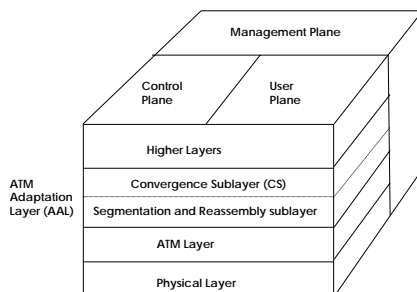 Management Plane
Control
Plane
User
Plane
Higher Layers
ATM
Adaptation
Layer (AAL)
Convergence Sublayer (CS)
Segmentation and Reassembly sublayer
ATM Layer
Physical Layer